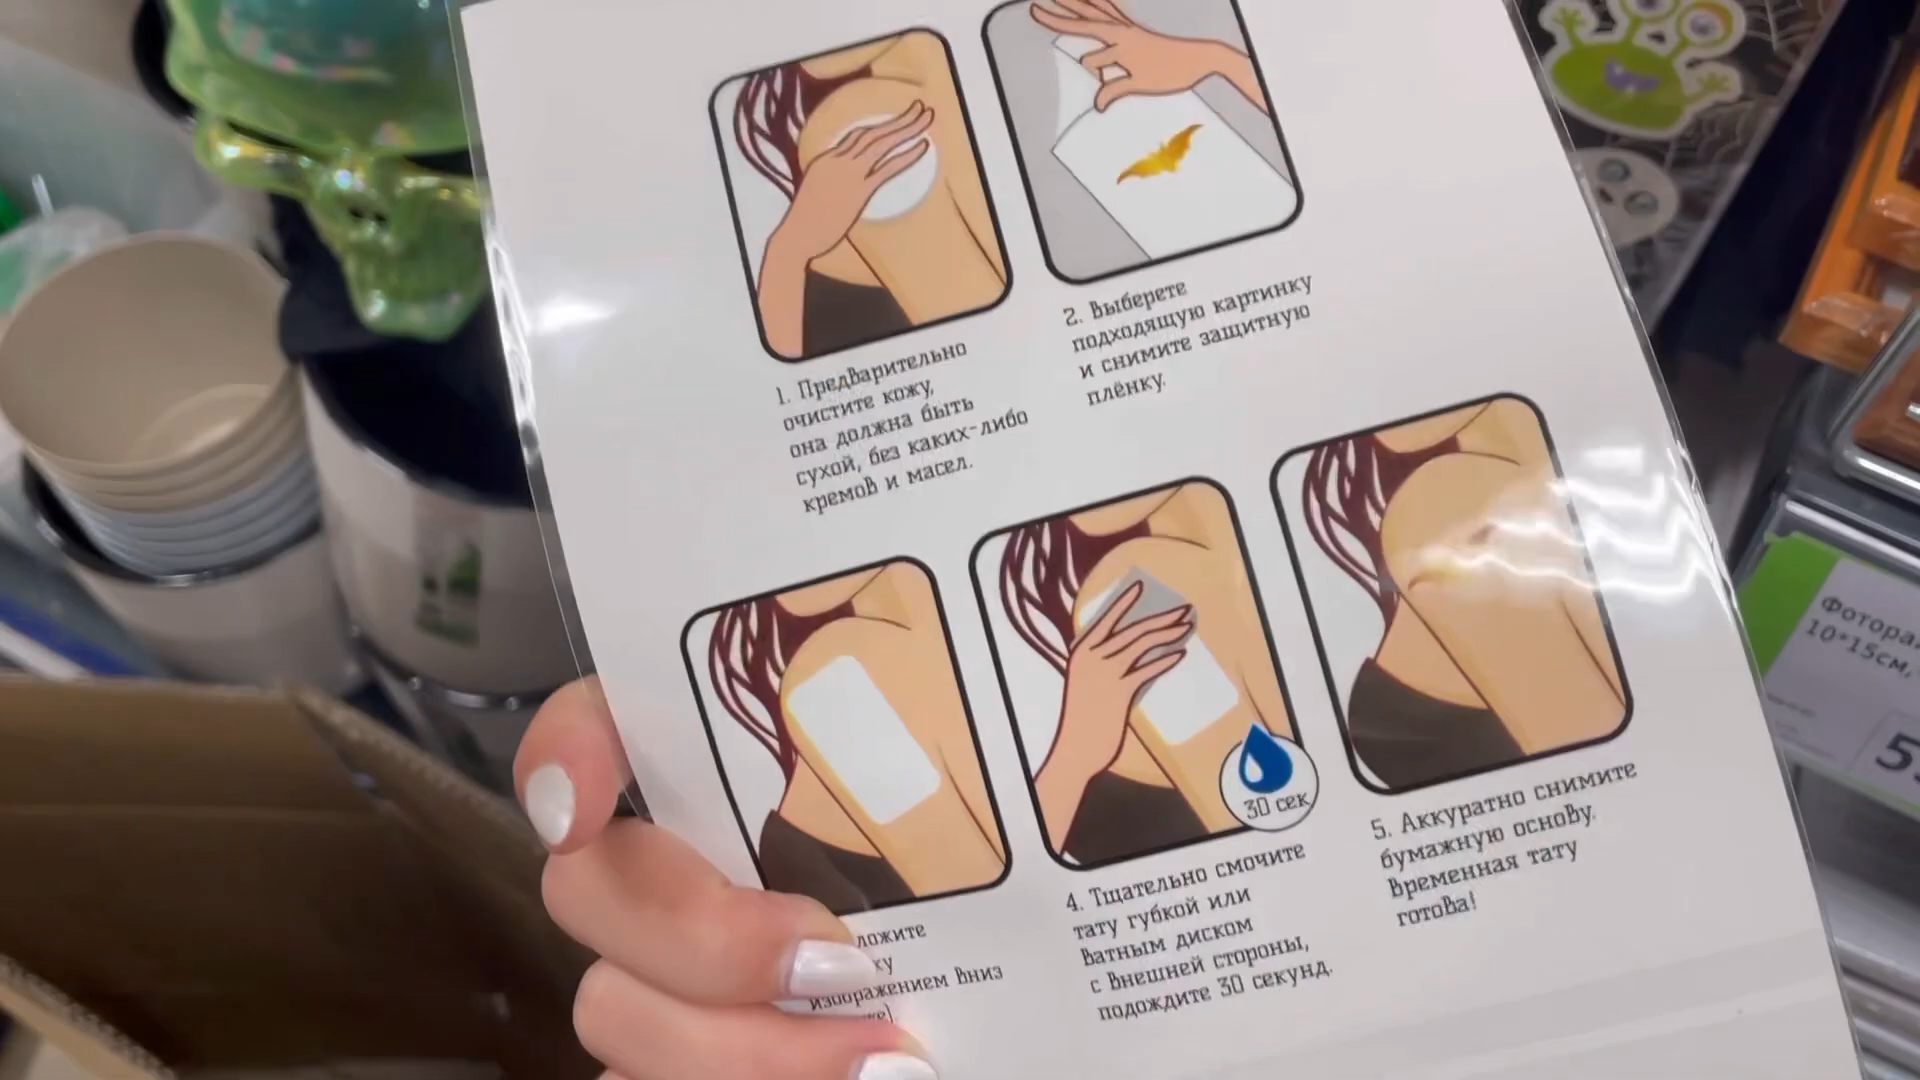 1. Предварительно
очистите кожу,
она должна быть
сухой, без каких-либо
кремов и масел.
2. Выберете
подходящую картинку
и снимите защитную
плёнку.
изображением вниз
30 сек
4. Тщательно смочите
тату губкой или
ватным диском
с внешней стороны,
подождите 30 секунд.
5. Аккуратно снимите
бумажную основу.
Временная тату
готова!
10*15см,